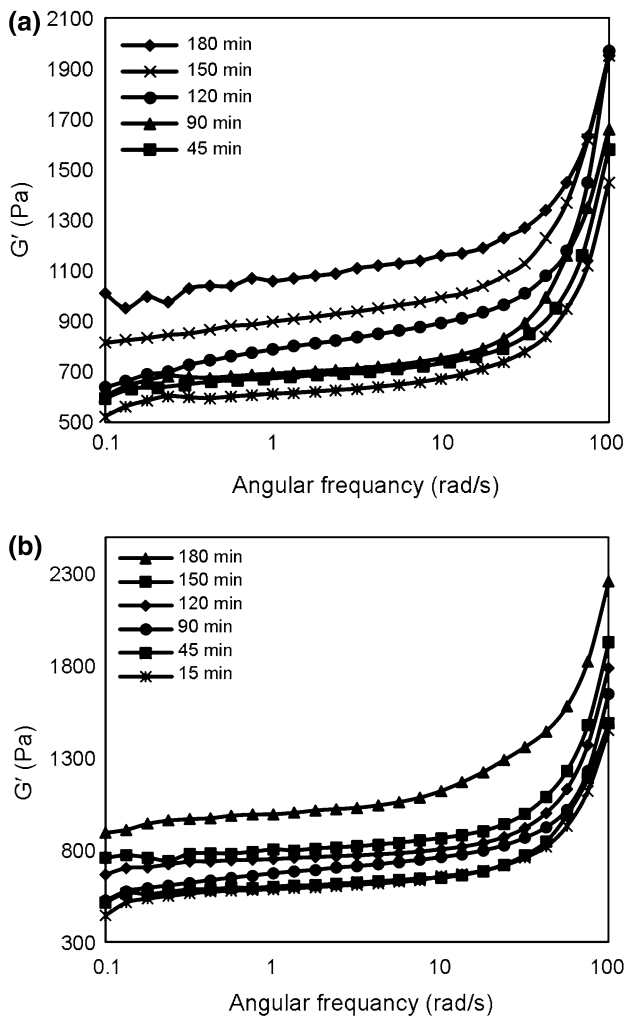 (a)
2100
1900
1700
1500
1300
1100
900
700
500
G′ (Pa)
180 min
150 min
120 min
90 min
45 min
0.1 1 10 100
Angular frequancy (rad/s)
(b)
2300
1800
1300
800
300
G′ (Pa)
180 min
150 min
120 min
90 min
45 min
15 min
0.1 1 10 100
Angular frequancy (rad/s)